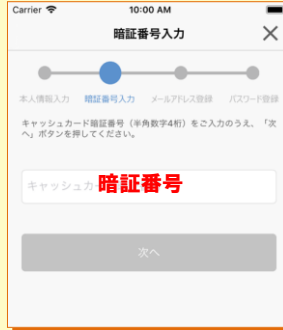 Carrier 10:00 AM
暗証番号入力
本人情報入力 暗証番号入力 メールアドレス登録 パスワード登録
キャッシュカード暗証番号（半角数字4桁）をご入力のうえ、「次
へ」ボタンを押してください。
キャッシュカ
暗証番号
次へ